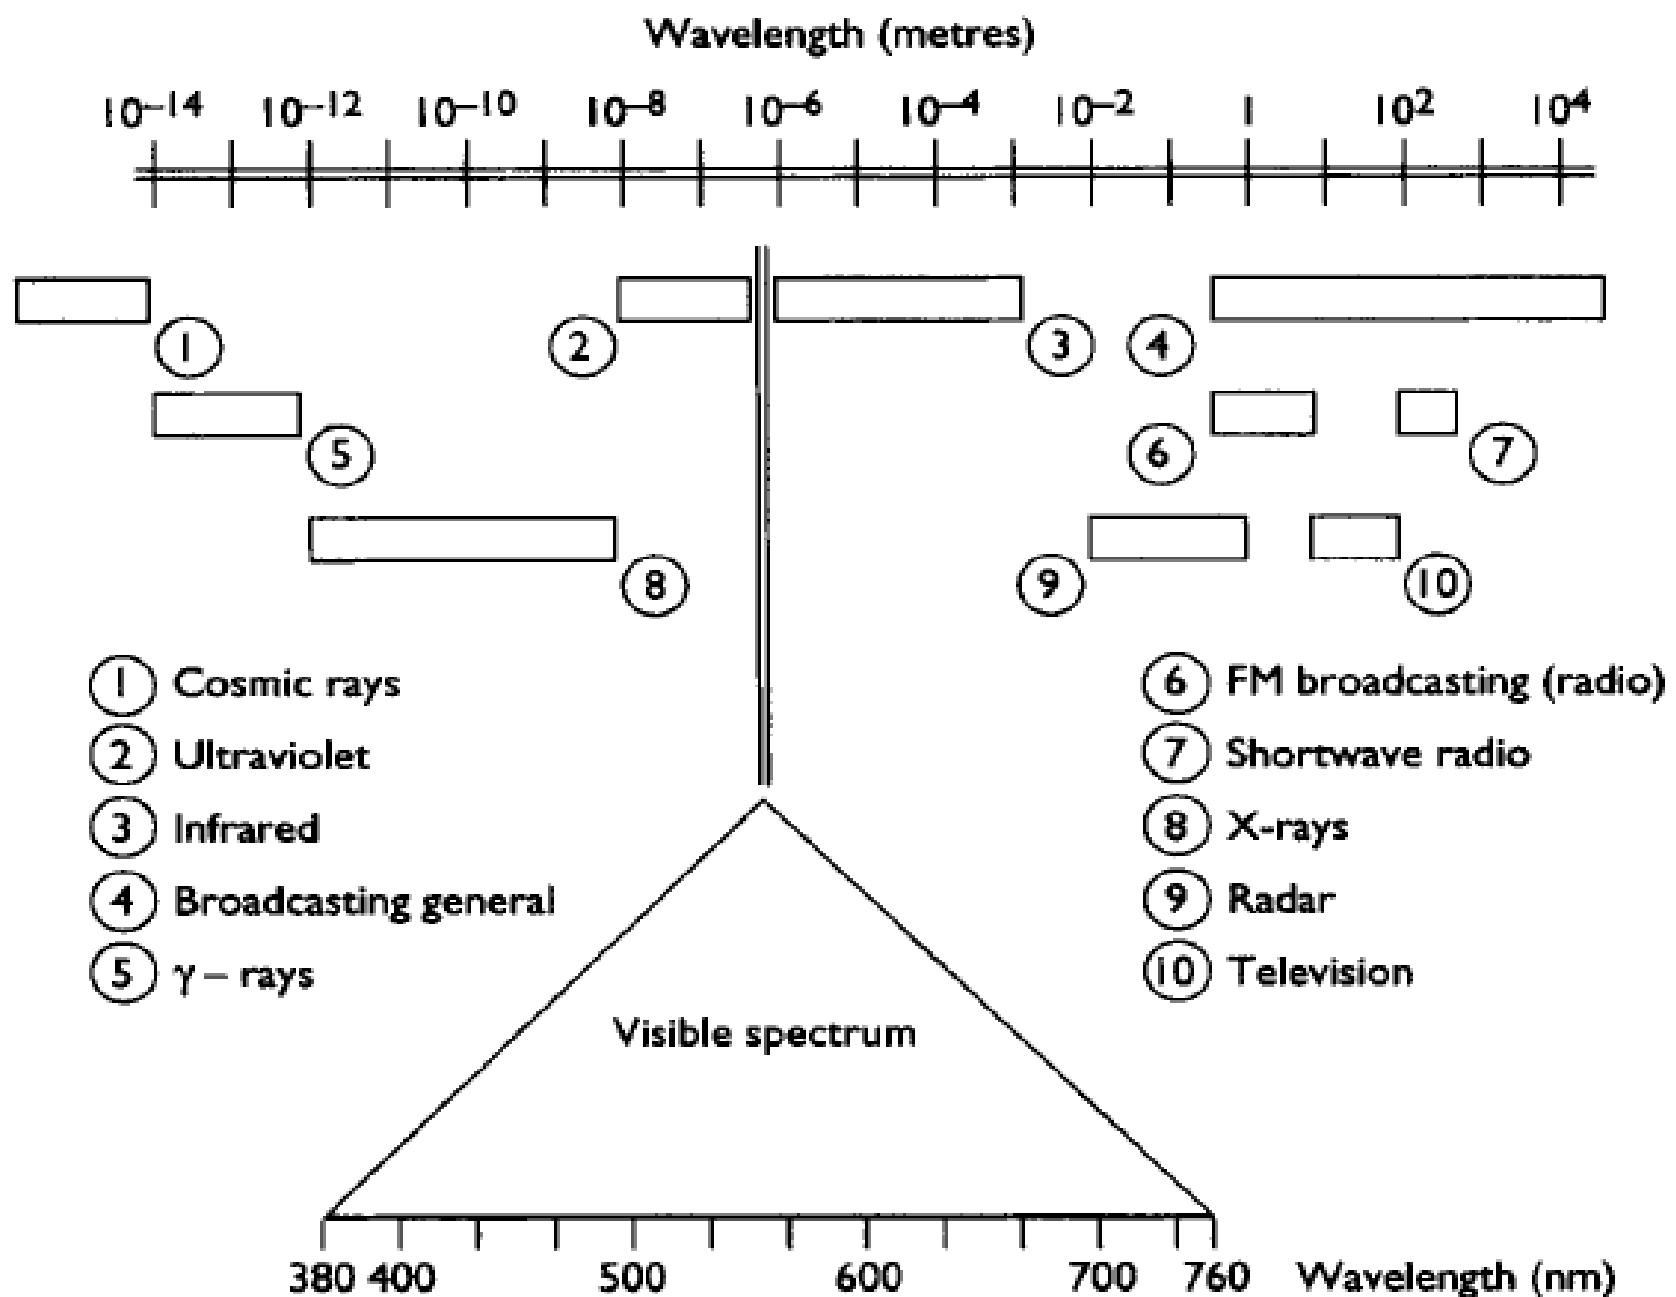 Wavelength (metres)
10–14 10–12 10–10 10–8 10–6 10–4 10–2 1 10² 10⁴
1 2 3 4
5 6 7
8 9 10
1 Cosmic rays
2 Ultraviolet
3 Infrared
4 Broadcasting general
5 γ – rays
6 FM broadcasting (radio)
7 Shortwave radio
8 X-rays
9 Radar
10 Television
Visible spectrum
380 400 500 600 700 760 Wavelength (nm)